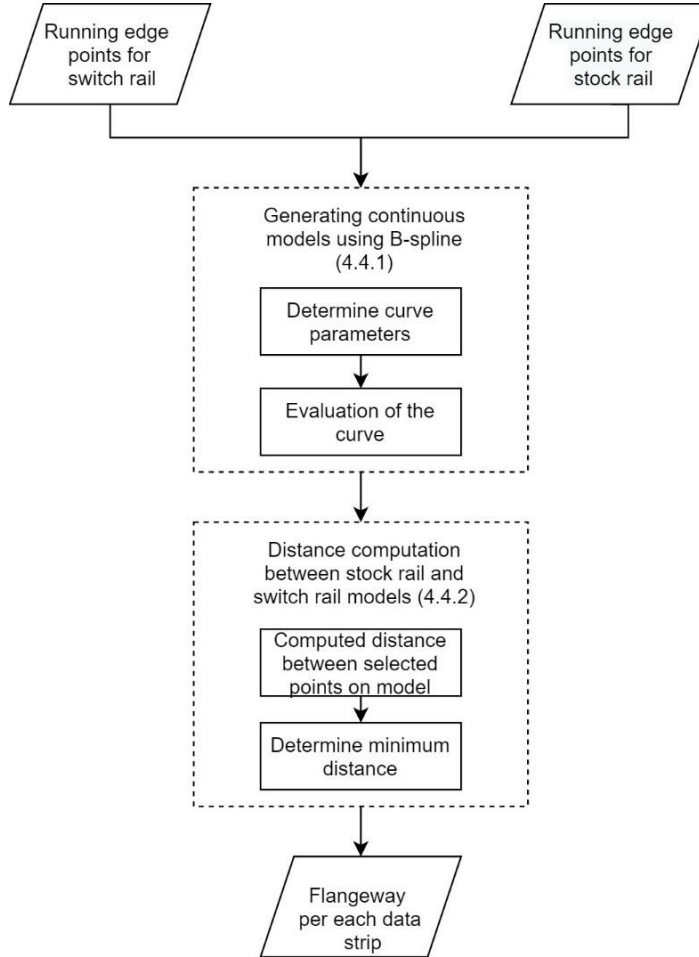 Running edge
points for
switch rail
Running edge
points for
stock rail
Generating continuous
models using B-spline
(4.4.1)
Determine curve
parameters
Evaluation of the
curve
Distance computation
between stock rail and
switch rail models (4.4.2)
Computed distance
between selected
points on model
Determine minimum
distance
Flangeway
per each data
strip